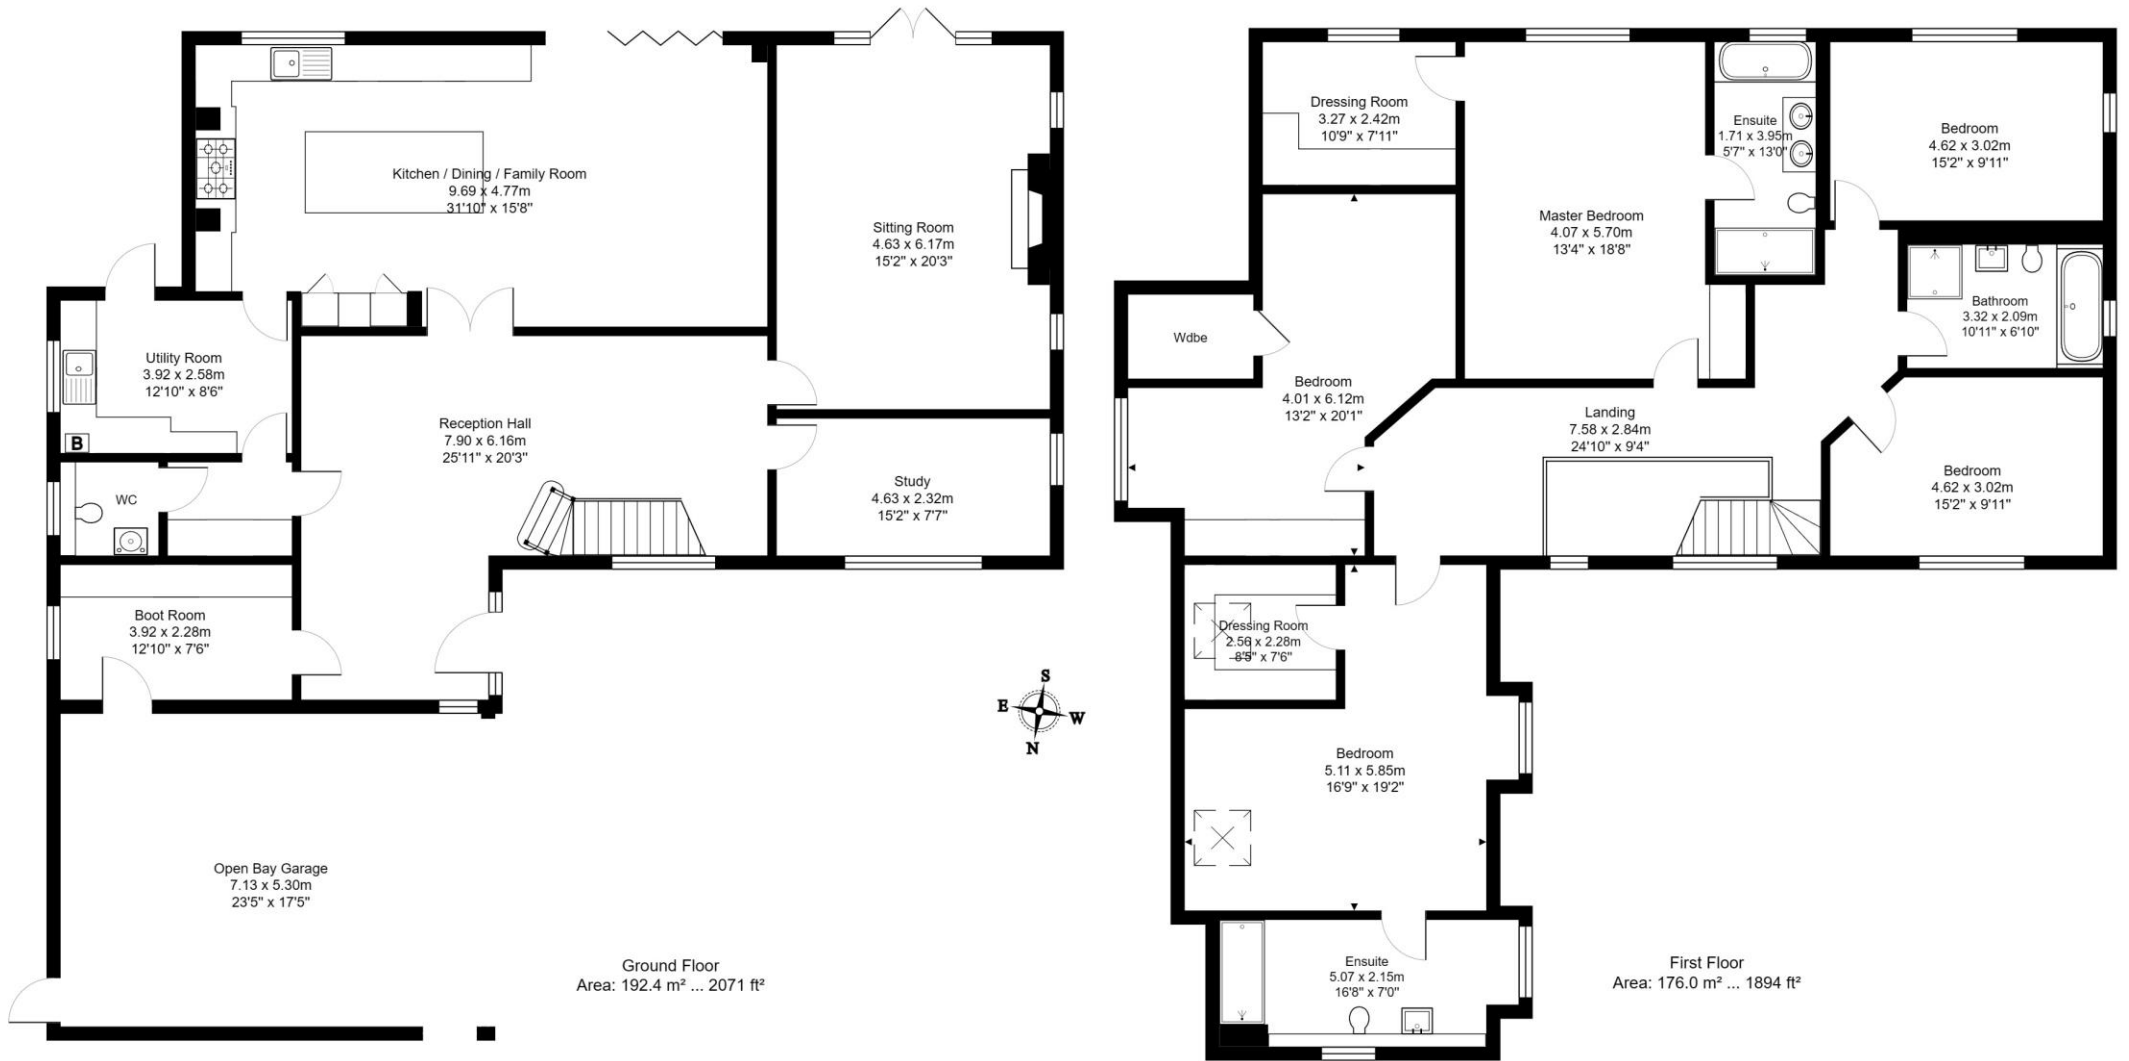 Kitchen / Dining / Family Room
9.69 x 4.77m
31'10" x 15'8"
Sitting Room
4.63 x 6.17m
15'2" x 20'3"
Utility Room
3.92 x 2.58m
12'10" x 8'6"
B
Reception Hall
7.90 x 6.16m
25'11" x 20'3"
WC
Study
4.63 x 2.32m
15'2" x 7'7"
Boot Room
3.92 x 2.28m
12'10" x 7'6"
Open Bay Garage
7.13 x 5.30m
23'5" x 17'5"
Ground Floor
Area: 192.4 m² ... 2071 ft²
S
E
W
N
Dressing Room
3.27 x 2.42m
10'9" x 7'11"
Ensuite
1.71 x 3.95m
5'7" x 13'0"
Bedroom
4.62 x 3.02m
15'2" x 9'11"
Master Bedroom
4.07 x 5.70m
13'4" x 18'8"
Bathroom
3.32 x 2.09m
10'11" x 6'10"
Wdbe
Bedroom
4.01 x 6.12m
13'2" x 20'1"
Landing
7.58 x 2.84m
24'10" x 9'4"
Bedroom
4.62 x 3.02m
15'2" x 9'11"
Dressing Room
2.56 x 2.28m
8'5" x 7'6"
Bedroom
5.11 x 5.85m
16'9" x 19'2"
Ensuite
5.07 x 2.15m
16'8" x 7'0"
First Floor
Area: 176.0 m² ... 1894 ft²